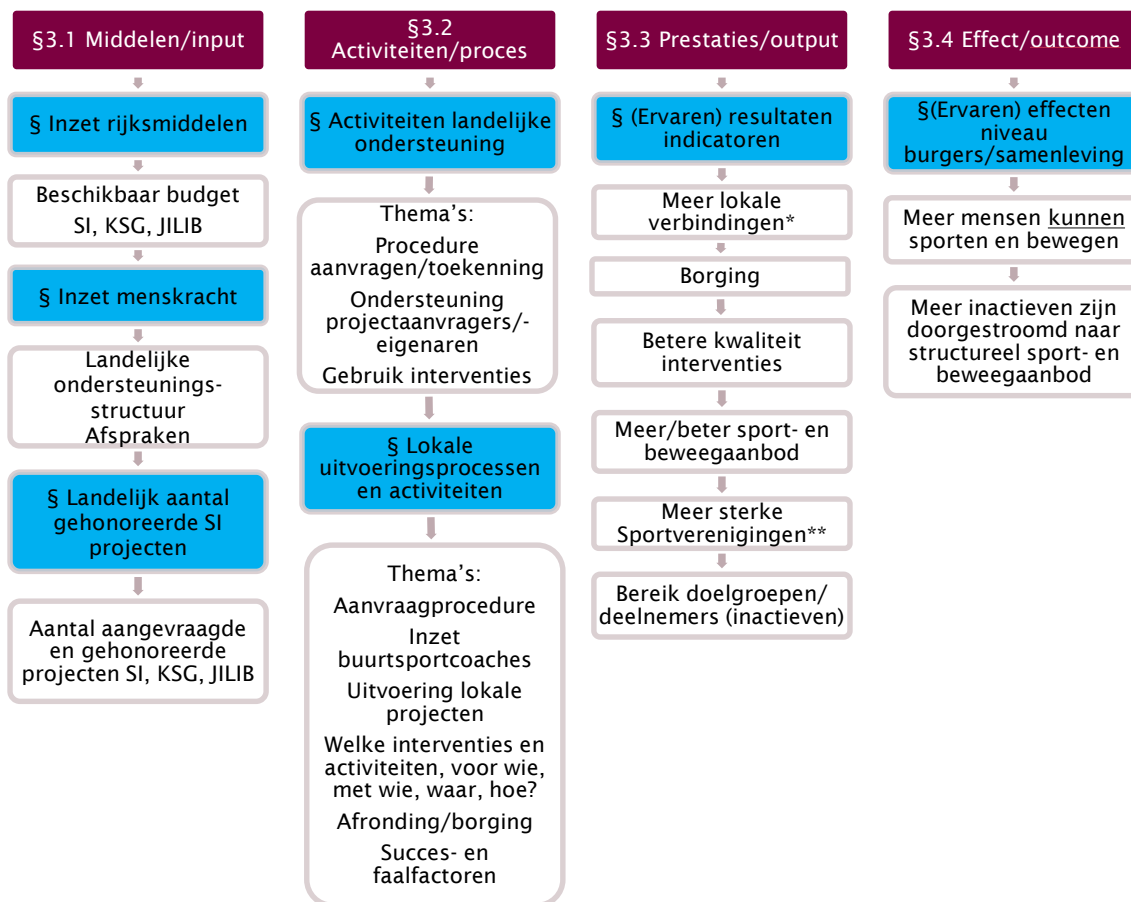 §3.1 Middelen/input
§ Inzet rijksmiddelen
Beschikbaar budget
SI, KSG, JILIB
§ Inzet menskracht
Landelijke
ondersteunings-
structuur
Afspraken
§ Landelijk aantal
gehonoreerde SI
projecten
Aantal aangevraagde
en gehonoreerde
projecten SI, KSG, JILIB
§3.2
Activiteiten/proces
§ Activiteiten landelijke
ondersteuning
Thema's:
Procedure
aanvragen/toekenning
Ondersteuning
projectaanvragers/-
eigenaren
Gebruik interventies
§ Lokale
uitvoeringsprocessen
en activiteiten
Thema's:
Aanvraagprocedure
Inzet
buurtsportcoaches
Uitvoering lokale
projecten
Welke interventies en
activiteiten, voor wie,
met wie, waar, hoe?
Afronding/borging
Succes- en
faalfactoren
§3.3 Prestaties/output
§ (Ervaren) resultaten
indicatoren
Meer lokale
verbindingen*
Borging
Betere kwaliteit
interventies
Meer/beter sport- en
beweegaanbod
Meer sterke
Sportverenigingen**
Bereik doelgroepen/
deelnemers (inactieven)
§3.4 Effect/outcome
§(Ervaren) effecten
niveau
burgers/samenleving
Meer mensen kunnen
sporten en bewegen
Meer inactieven zijn
doorgestroomd naar
structureel sport- en
beweegaanbod